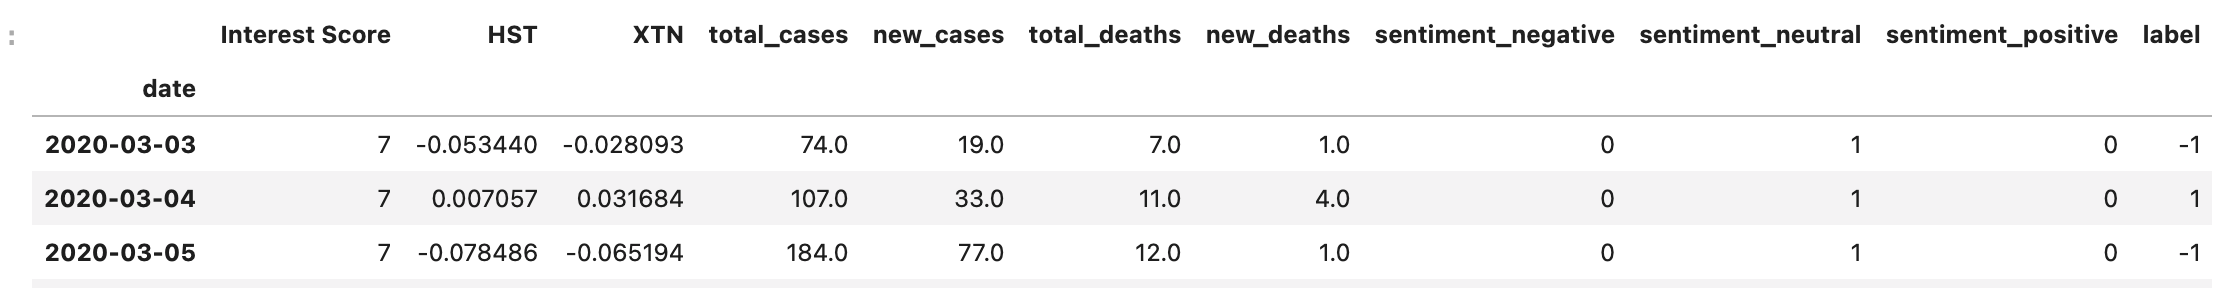 : Interest Score HST XTN total_cases new_cases total_deaths new_deaths sentiment_negative sentiment_neutral sentiment_positive label
date
2020-03-03 7 -0.053440 -0.028093 74.0 19.0 7.0 1.0 0 1 0 -1
2020-03-04 7 0.007057 0.031684 107.0 33.0 11.0 4.0 0 1 0 1
2020-03-05 7 -0.078486 -0.065194 184.0 77.0 12.0 1.0 0 1 0 -1